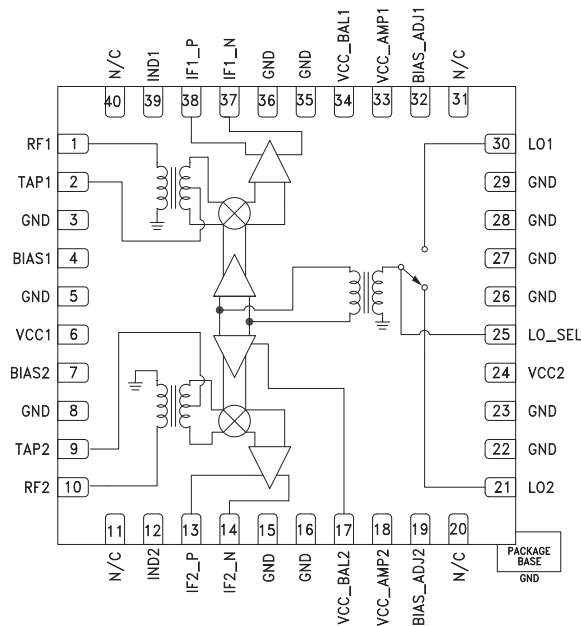 N/C
IND1
IF1_P
IF1_N
GND
GND
VCC_BAL1
VCC_AMP1
BIAS_ADJ1
N/C
40
39
38
37
36
35
34
33
32
31
RF1 1
TAP1 2
GND 3
BIAS1 4
GND 5
VCC1 6
BIAS2 7
GND 8
TAP2 9
RF2 10
30 LO1
29 GND
28 GND
27 GND
26 GND
25 LO_SEL
24 VCC2
23 GND
22 GND
21 LO2
11
12
13
14
15
16
17
18
19
20
N/C
IND2
IF2_P
IF2_N
GND
GND
VCC_BAL2
VCC_AMP2
BIAS_ADJ2
N/C
PACKAGE
BASE
GND